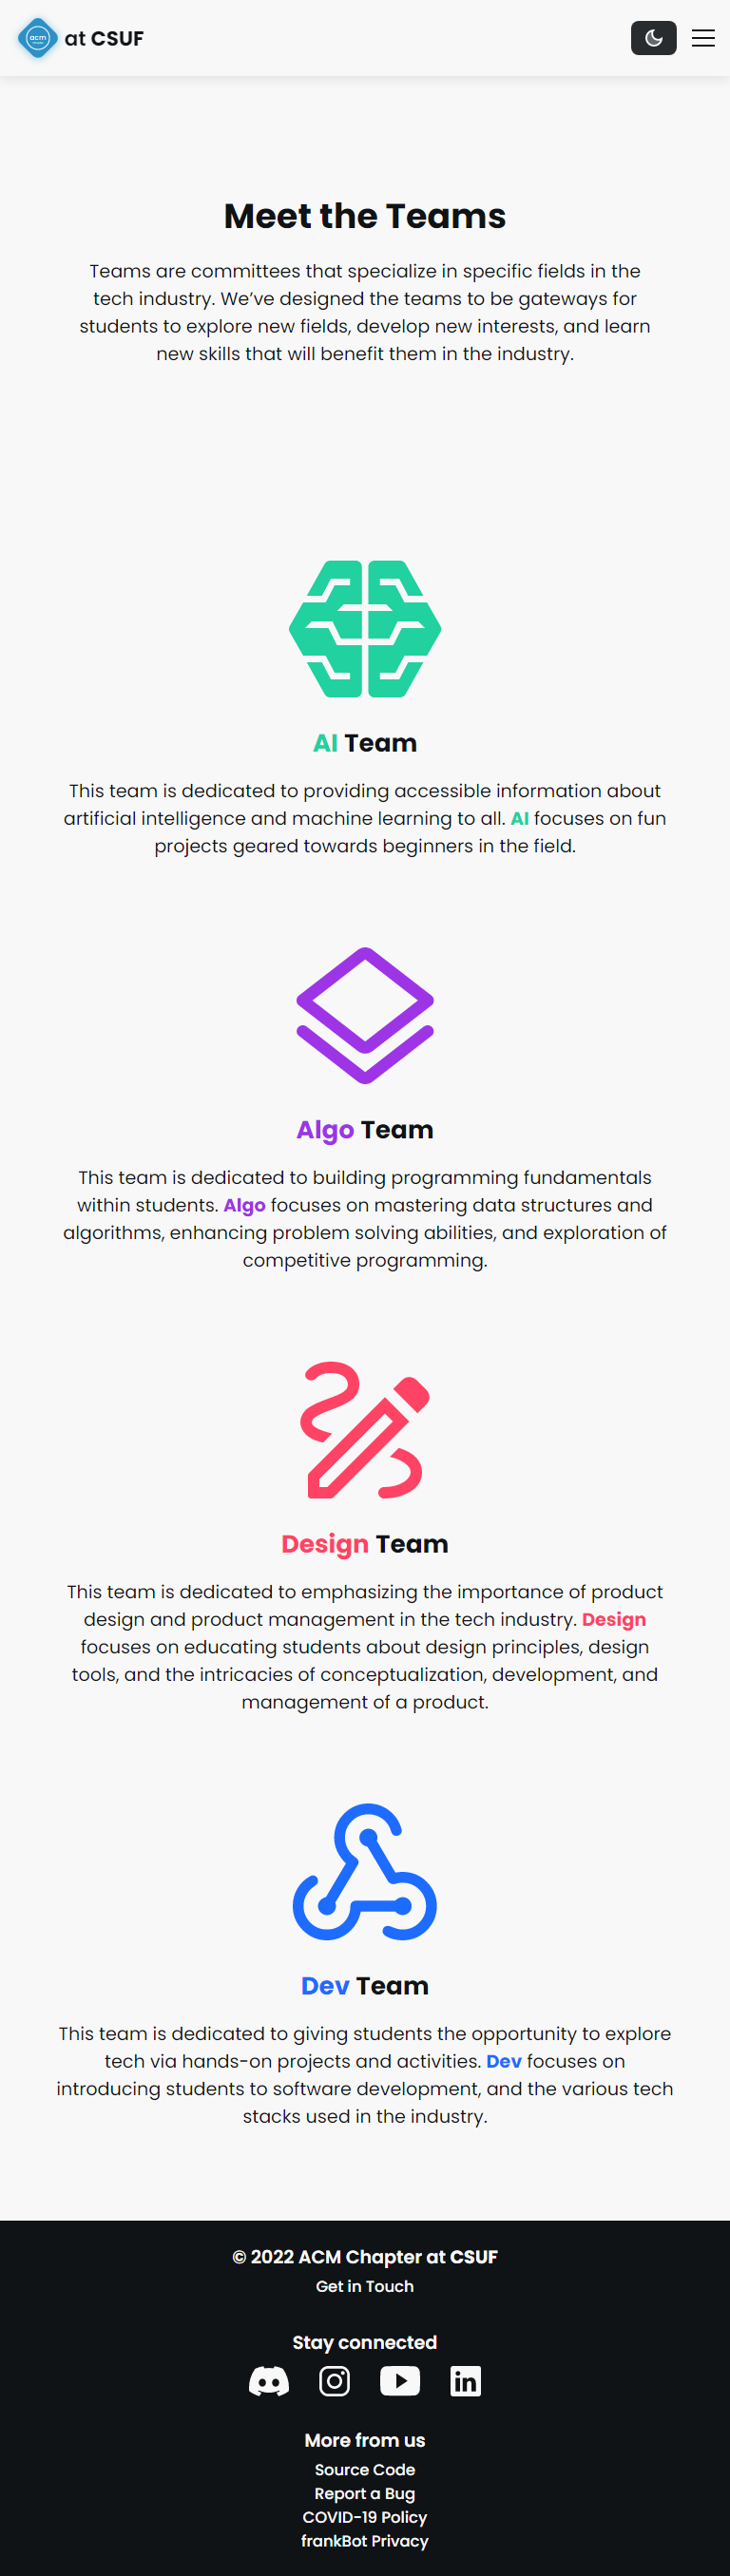 acm
at CSUF
Meet the Teams
Teams are committees that specialize in specific fields in the
tech industry. We’ve designed the teams to be gateways for
students to explore new fields, develop new interests, and learn
new skills that will benefit them in the industry.
AI Team
This team is dedicated to providing accessible information about
artificial intelligence and machine learning to all. AI focuses on fun
projects geared towards beginners in the field.
Algo Team
This team is dedicated to building programming fundamentals
within students. Algo focuses on mastering data structures and
algorithms, enhancing problem solving abilities, and exploration of
competitive programming.
Design Team
This team is dedicated to emphasizing the importance of product
design and product management in the tech industry. Design
focuses on educating students about design principles, design
tools, and the intricacies of conceptualization, development, and
management of a product.
Dev Team
This team is dedicated to giving students the opportunity to explore
tech via hands-on projects and activities. Dev focuses on
introducing students to software development, and the various tech
stacks used in the industry.
© 2022 ACM Chapter at CSUF
Get in Touch
Stay connected
in
More from us
Source Code
Report a Bug
COVID-19 Policy
frankBot Privacy